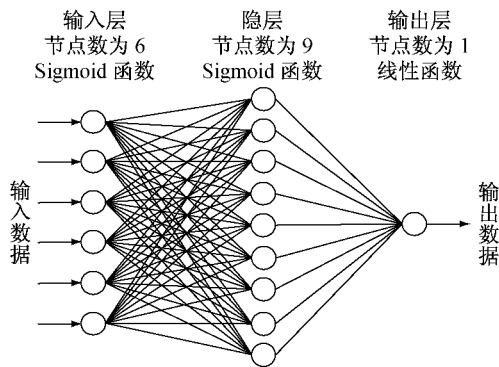 输入层
节点数为 6
Sigmoid 函数
隐层
节点数为 9
Sigmoid 函数
输出层
节点数为 1
线性函数
输入数据
输出数据